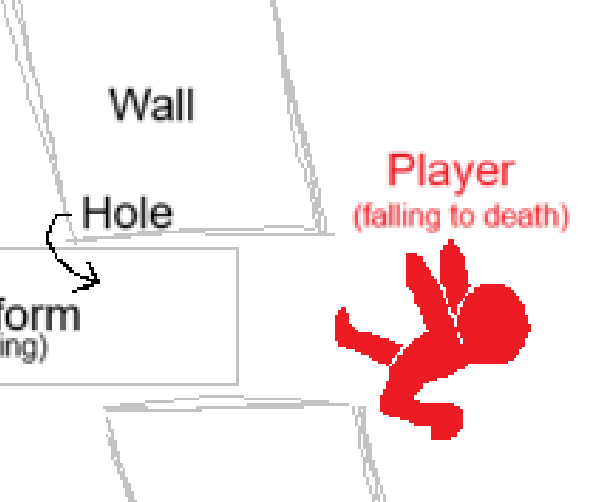 Wall
Player
(falling to death)
Hole
form
ing)